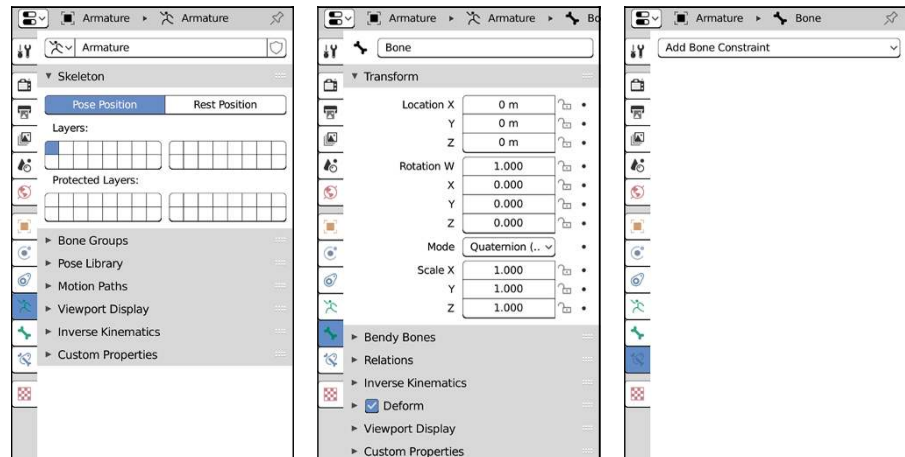 Armature Armature
Armature
Skeleton
Pose Position Rest Position
Layers:
Protected Layers:
Bone Groups
Pose Library
Motion Paths
Viewport Display
Inverse Kinematics
Custom Properties
Armature Armature Bo
Bone
Transform
Location X 0 m
Y 0 m
Z 0 m
Rotation W 1.000
X 0.000
Y 0.000
Z 0.000
Mode Quaternion (..
Scale X 1.000
Y 1.000
Z 1.000
Bendy Bones
Relations
Inverse Kinematics
Deform
Viewport Display
Custom Properties
Armature Bone
Add Bone Constraint